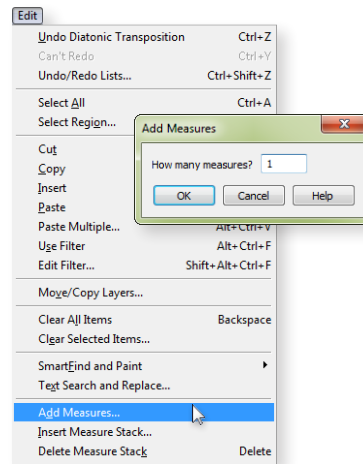 Edit
Undo Diatonic Transposition Ctrl+Z
Can't Redo Ctrl+Y
Undo/Redo Lists... Ctrl+Shift+Z
Select All Ctrl+A
Select Region...
Add Measures
How many measures? 1
OK Cancel Help
Cut
Copy
Insert
Paste
Paste Multiple... Alt+Ctrl+V
Use Filter Alt+Ctrl+F
Edit Filter... Shift+Alt+Ctrl+F
Move/Copy Layers...
Clear All Items Backspace
Clear Selected Items...
SmartFind and Paint
Text Search and Replace...
Add Measures...
Insert Measure Stack...
Delete Measure Stack Delete